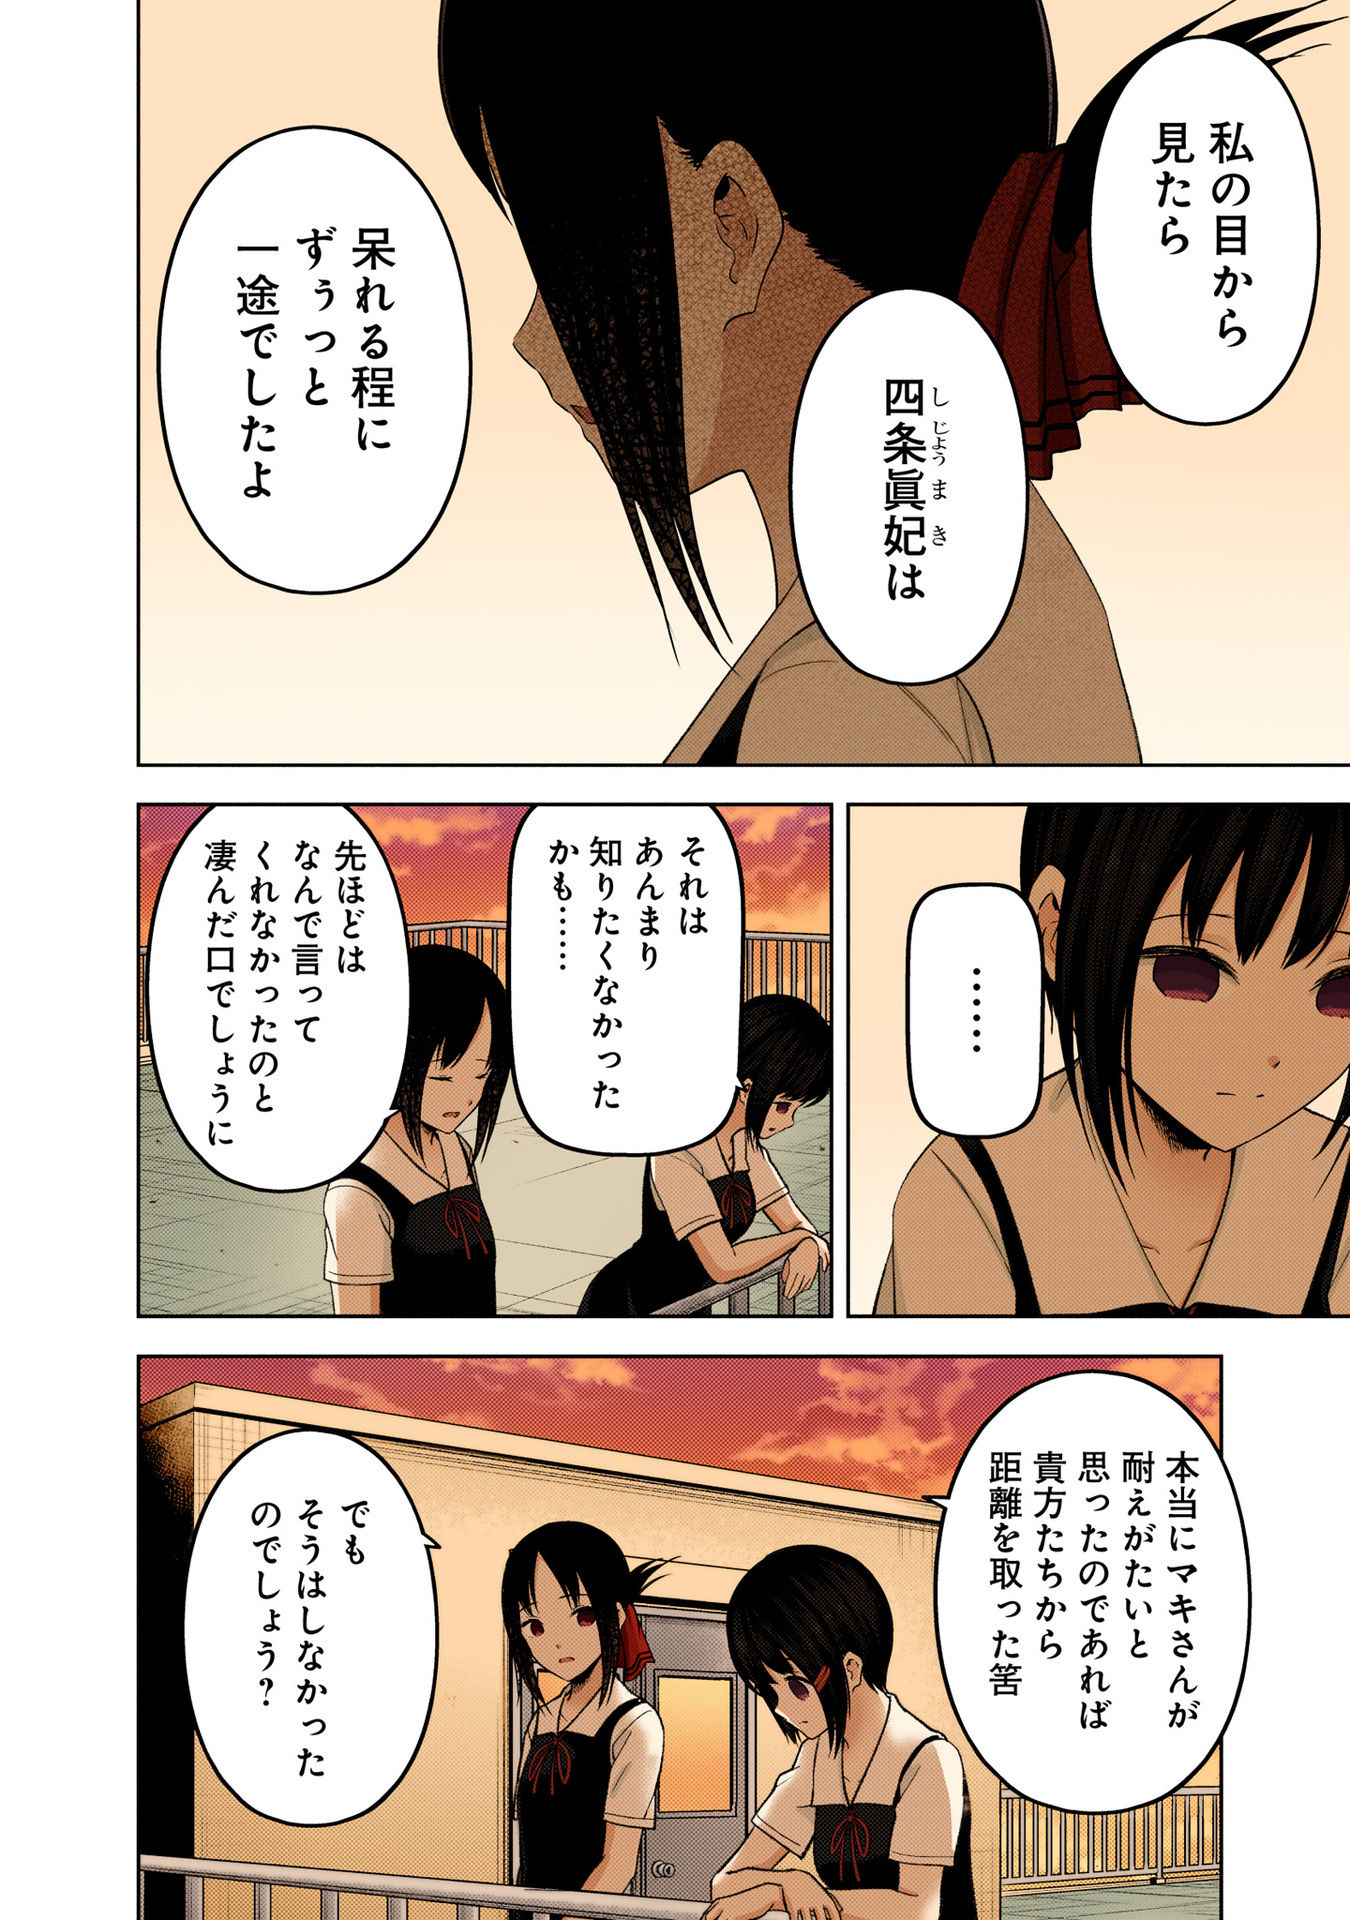 私の目から
見たら
四条眞妃は
しじょうまき
呆れる程に
ずぅっと
一途でしたよ
……
それは
あんまり
知りたくなかった
かも……
先ほどは
なんで言って
くれなかったのと
凄んだ口でしょうに
本当にマキさんが
耐えがたいと
思ったのであれば
貴方たちから
距離を取った筈
でも
そうはしなかった
のでしょう？